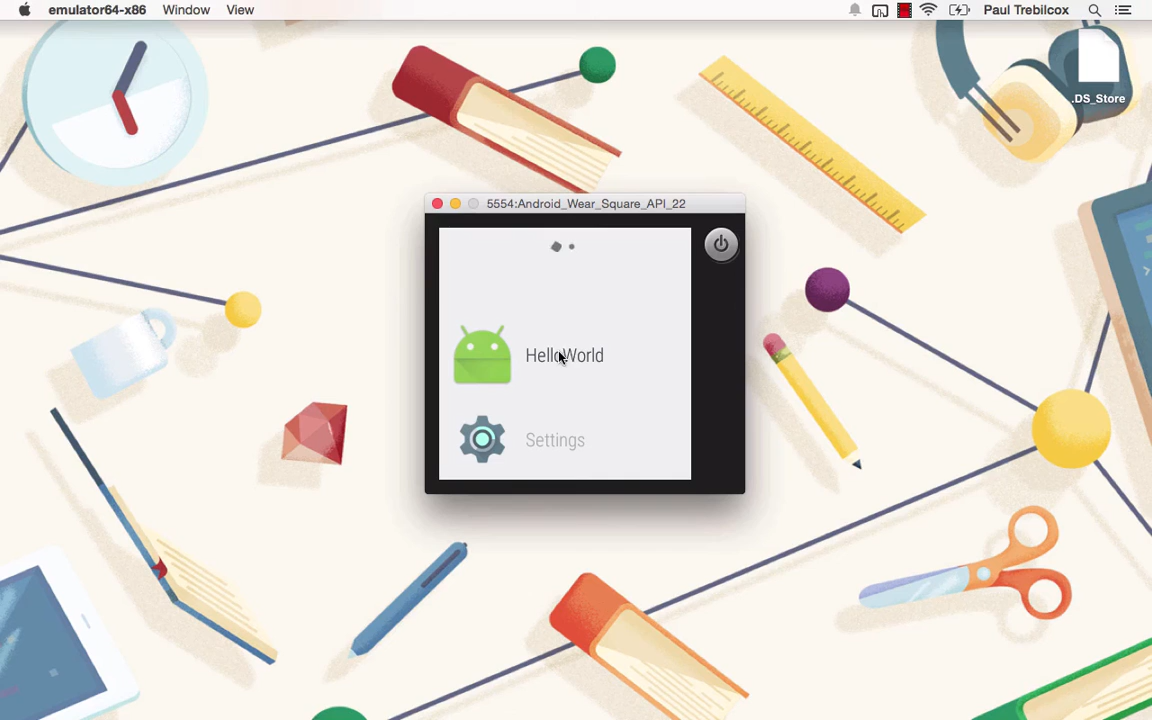 emulator64-x86 Window View Paul Trebilcox
.DS_Store
5554:Android_Wear_Square_API_22
HelloWorld
Settings